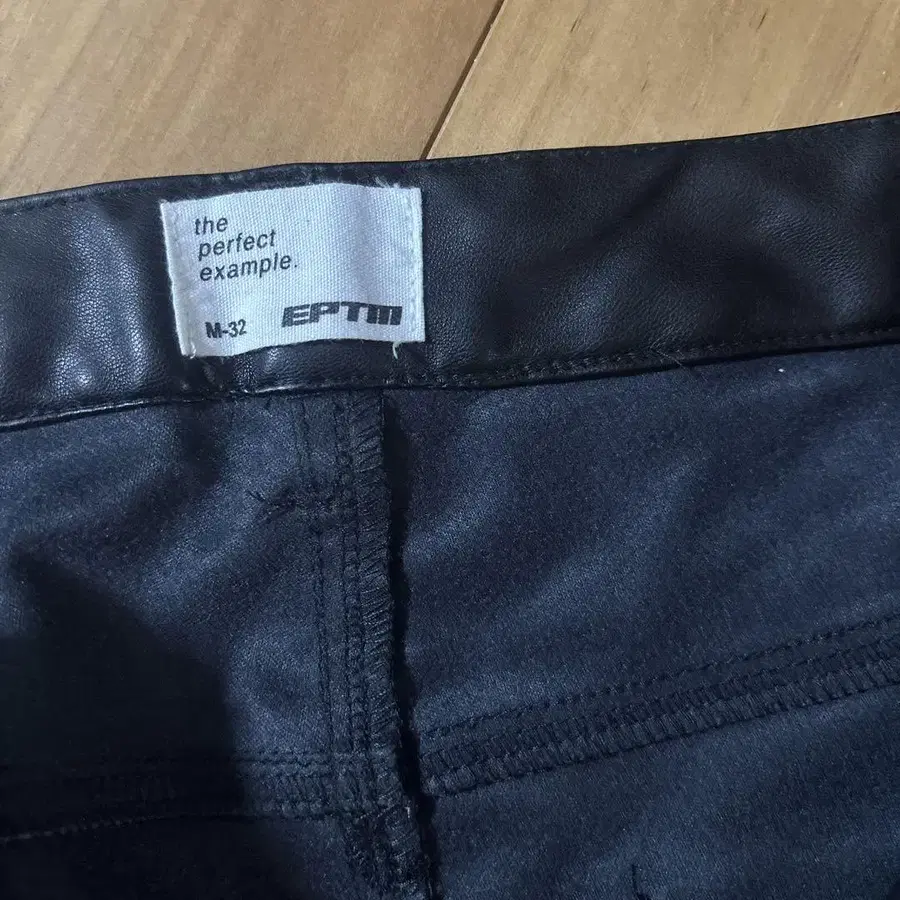 the
perfect
example.
M-32 EPTM